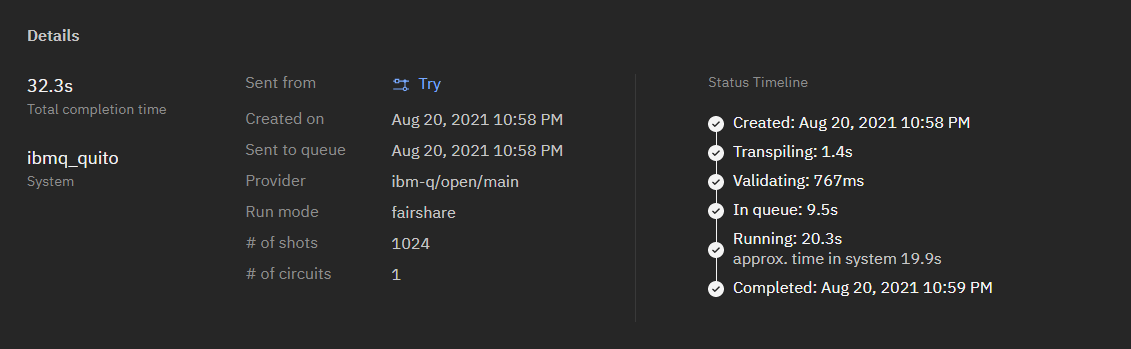 Details
32.3s
Total completion time
ibmq_quito
System
Sent from Try
Created on Aug 20, 2021 10:58 PM
Sent to queue Aug 20, 2021 10:58 PM
Provider ibm-q/open/main
Run mode fairshare
# of shots 1024
# of circuits 1
Status Timeline
Created: Aug 20, 2021 10:58 PM
Transpiling: 1.4s
Validating: 767ms
In queue: 9.5s
Running: 20.3s
approx. time in system 19.9s
Completed: Aug 20, 2021 10:59 PM